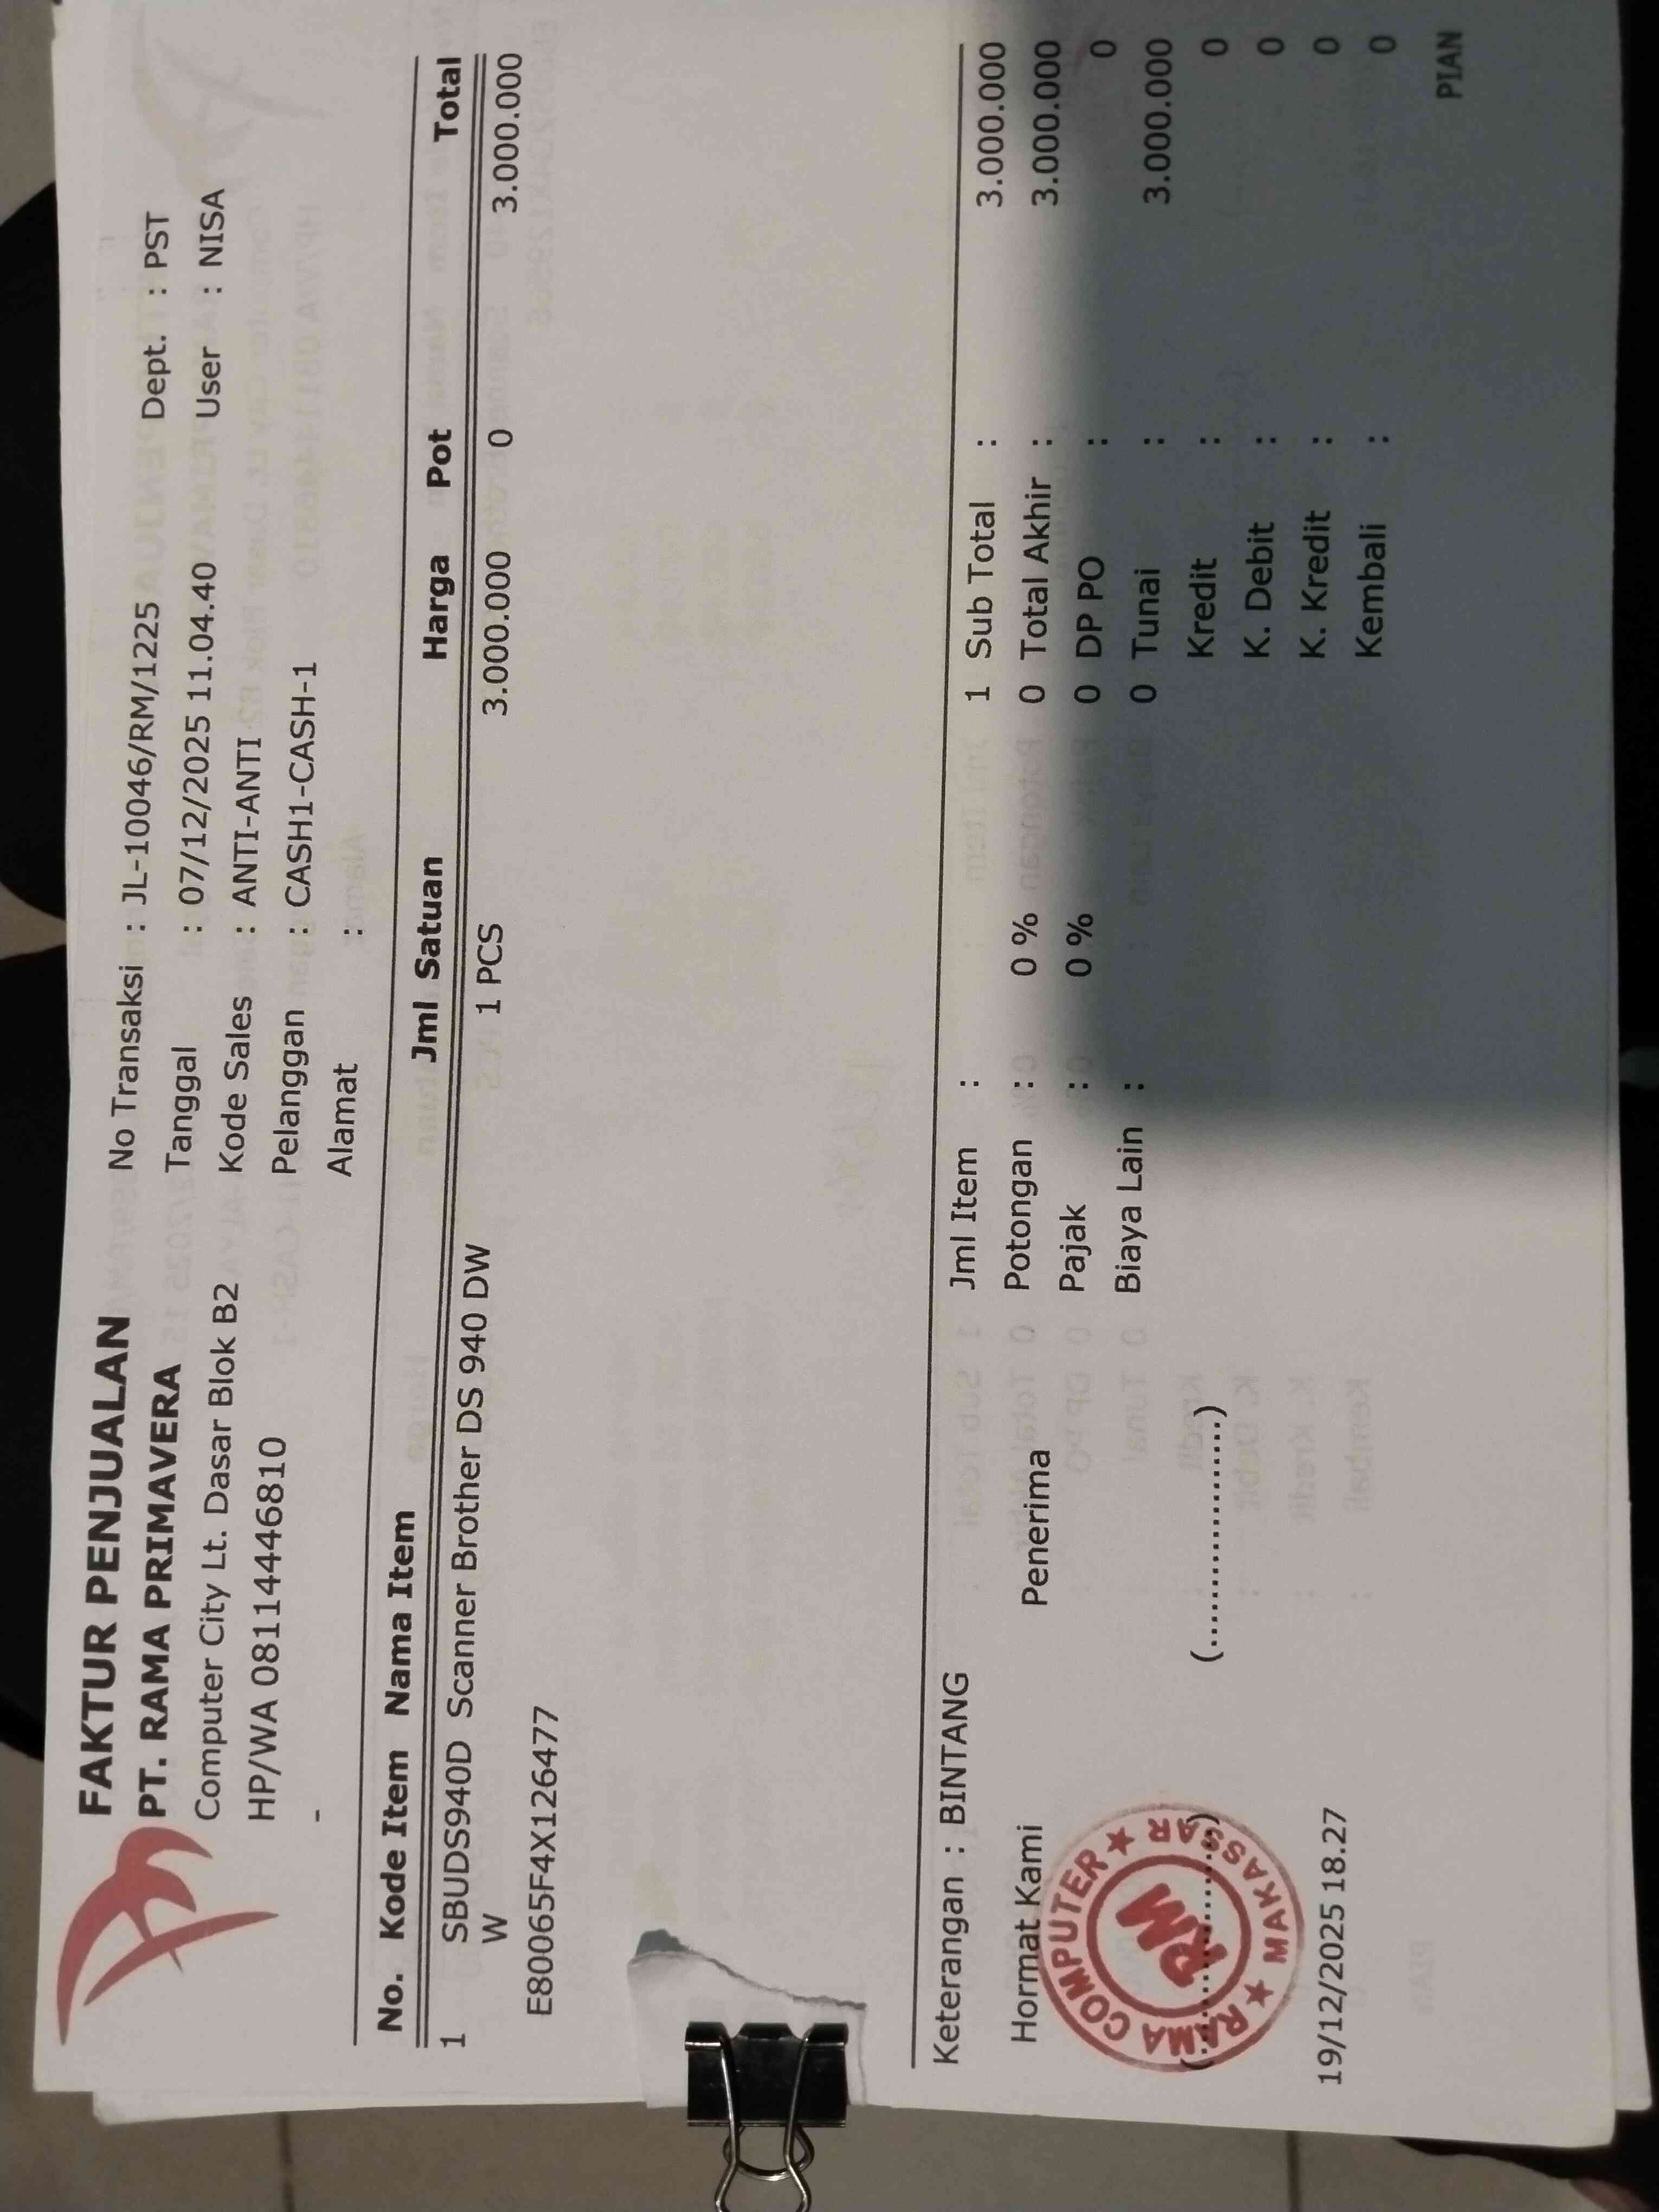 FAKTUR PENJUALAN
PT. RAMA PRIMAVERA
Computer City Lt. Dasar Blok B2
HP/WA 08114446810
-
No Transaksi : JL-10046/RM/1225 Dept. : PST
Tanggal : 07/12/2025 11.04.40 User : NISA
Kode Sales : ANTI-ANTI
Pelanggan : CASH1-CASH-1
Alamat :
No. Kode Item Nama Item Jml Satuan Harga Pot Total
1 SBUDS940D Scanner Brother DS 940 DW 1 PCS 3.000.000 0 3.000.000
W
E80065F4X126477
Keterangan : BINTANG
Jml Item : 1 Sub Total : 3.000.000
Potongan : 0 % 0 Total Akhir : 3.000.000
Pajak : 0 % 0 DP PO : 0
Biaya Lain : 0 Tunai : 3.000.000
Kredit : 0
K. Debit : 0
K. Kredit : 0
Kembali : 0
Hormat Kami Penerima
(....................) (....................)
RAMA COMPUTER ★ MAKASSAR ★
RM
19/12/2025 18.27
PIAN